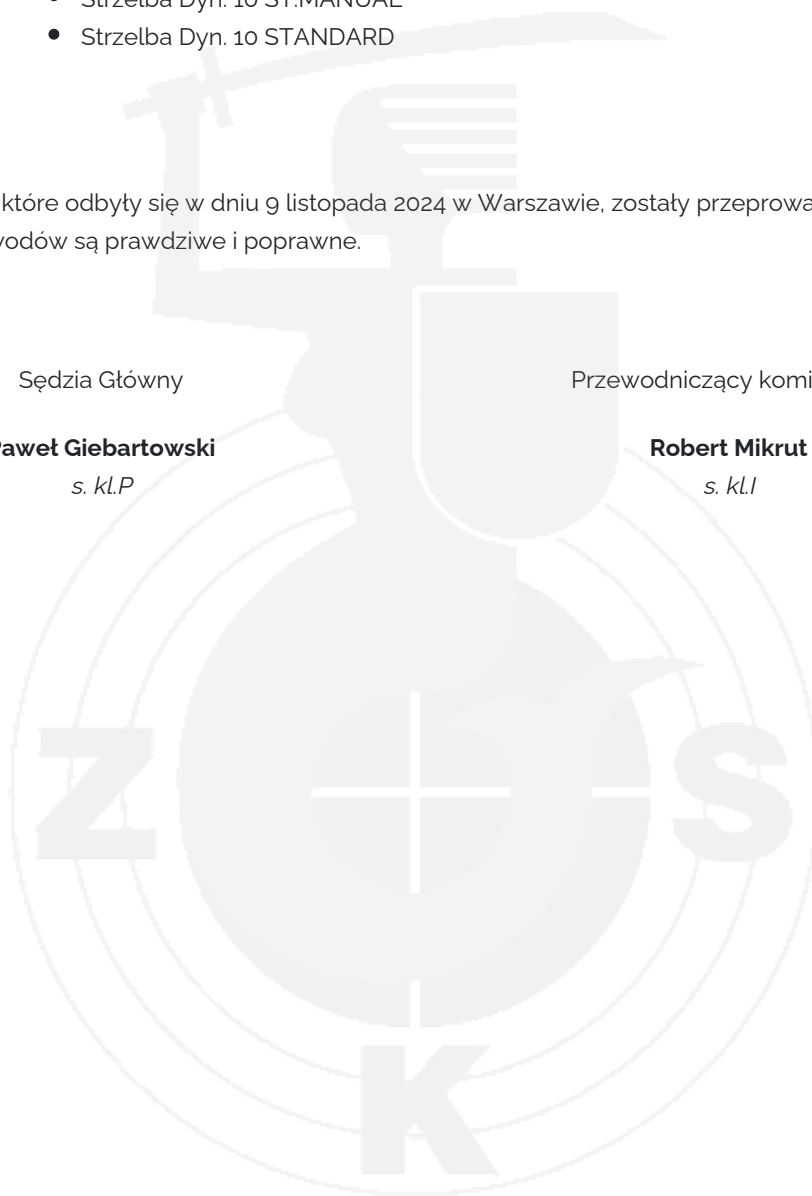 Strzelba Dyn. 10 ST.MANUAL
Strzelba Dyn. 10 STANDARD
które odbyły się w dniu 9 listopada 2024 w Warszawie, zostały przeprowa
wodów są prawdziwe i poprawne.
Sędzia Główny
Przewodniczący komi
Paweł Giebartowski
Robert Mikrut
s. kl.P
s. kl.I
Z
S
K